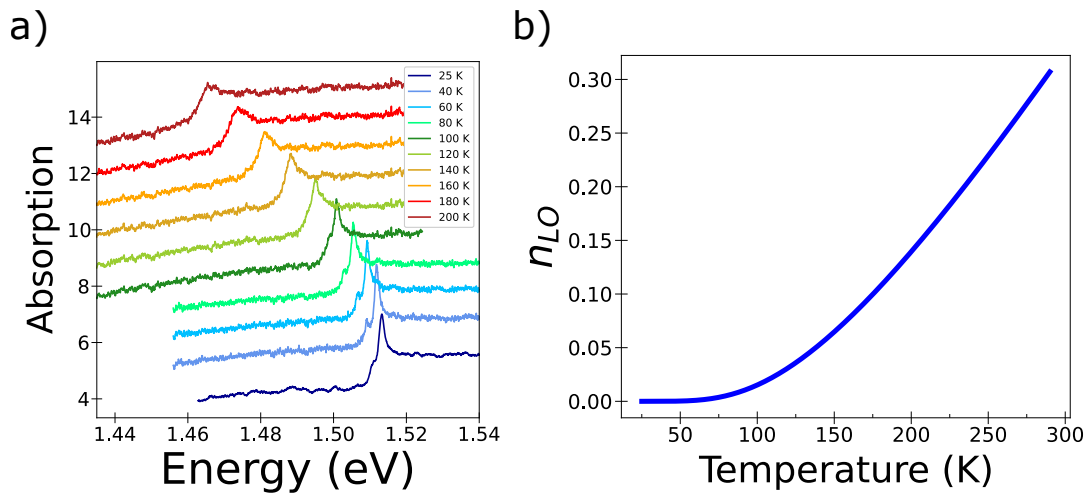 a)
Absorption
14
12
10
8
6
4
1.44
1.46
1.48
1.50
1.52
1.54
Energy (eV)
25 K
40 K
60 K
80 K
100 K
120 K
140 K
160 K
180 K
200 K
b)
n_LO
0.30
0.25
0.20
0.15
0.10
0.05
0.00
50
100
150
200
250
300
Temperature (K)